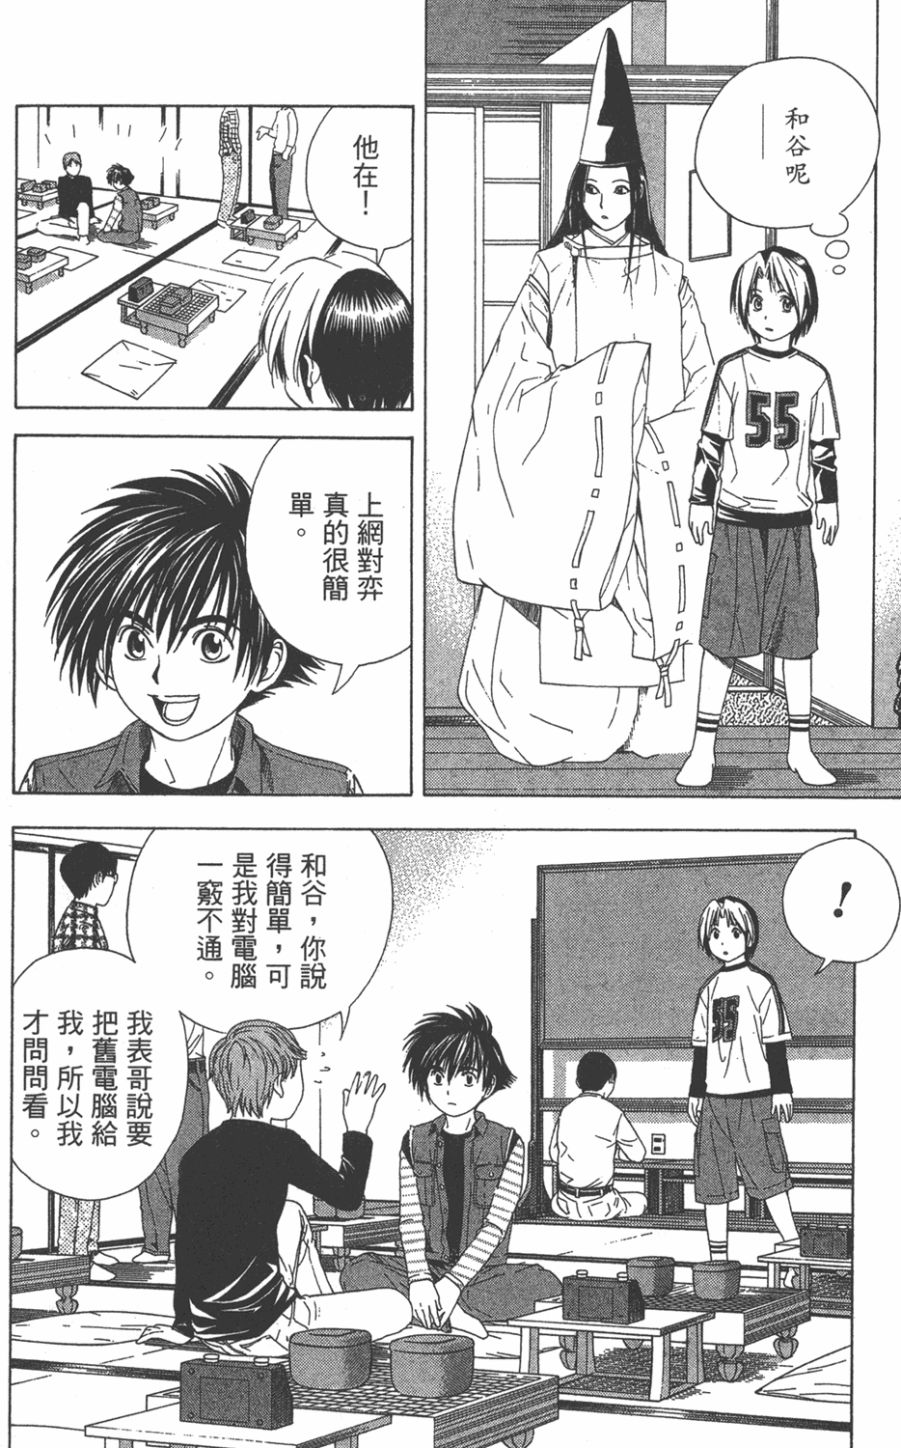 ——和谷呢
55
他在！
上網對弈
真的很簡
單。
！
55
和谷，你說
得簡單，可
是我對電腦
一竅不通。
我表哥說要
把舊電腦給
我，所以我
才問問看。